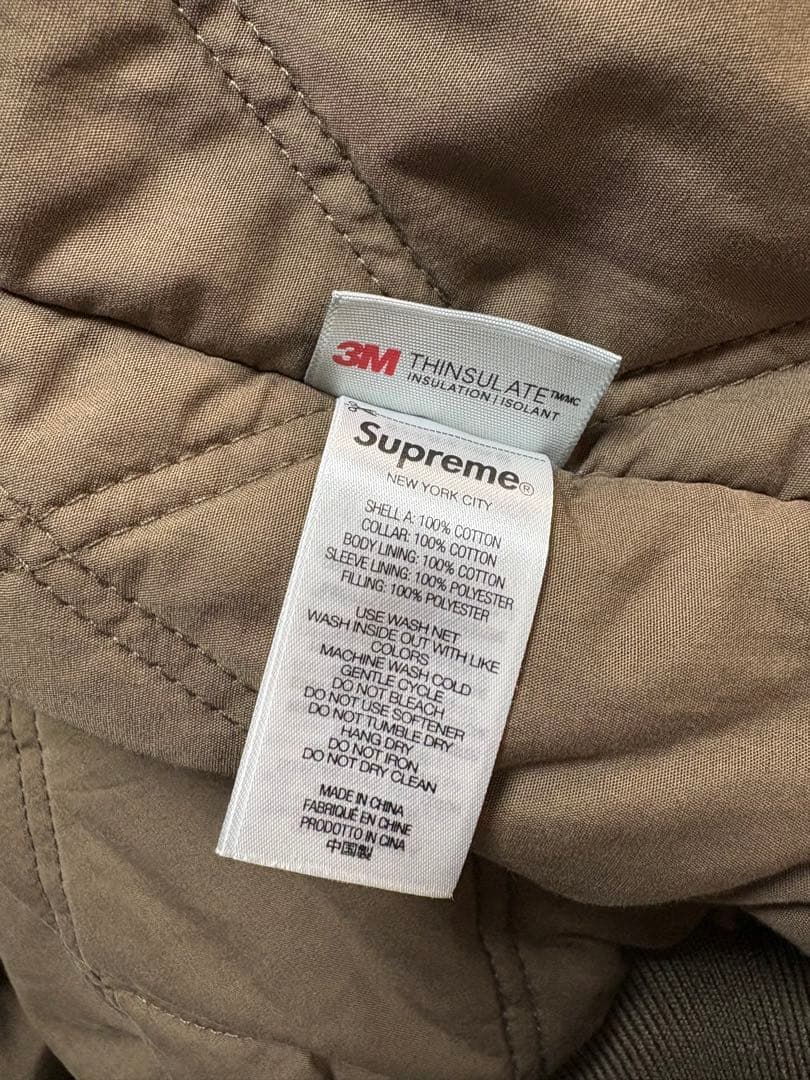 3M THINSULATE™/MC
INSULATION | ISOLANT
Supreme®
NEW YORK CITY
SHELL A: 100% COTTON
COLLAR: 100% COTTON
BODY LINING: 100% COTTON
SLEEVE LINING: 100% POLYESTER
FILLING: 100% POLYESTER
USE WASH NET
WASH INSIDE OUT WITH LIKE
COLORS
MACHINE WASH COLD
GENTLE CYCLE
DO NOT BLEACH
DO NOT USE SOFTENER
DO NOT TUMBLE DRY
HANG DRY
DO NOT IRON
DO NOT DRY CLEAN
MADE IN CHINA
FABRIQUÉ EN CHINE
PRODOTTO IN CINA
中国製